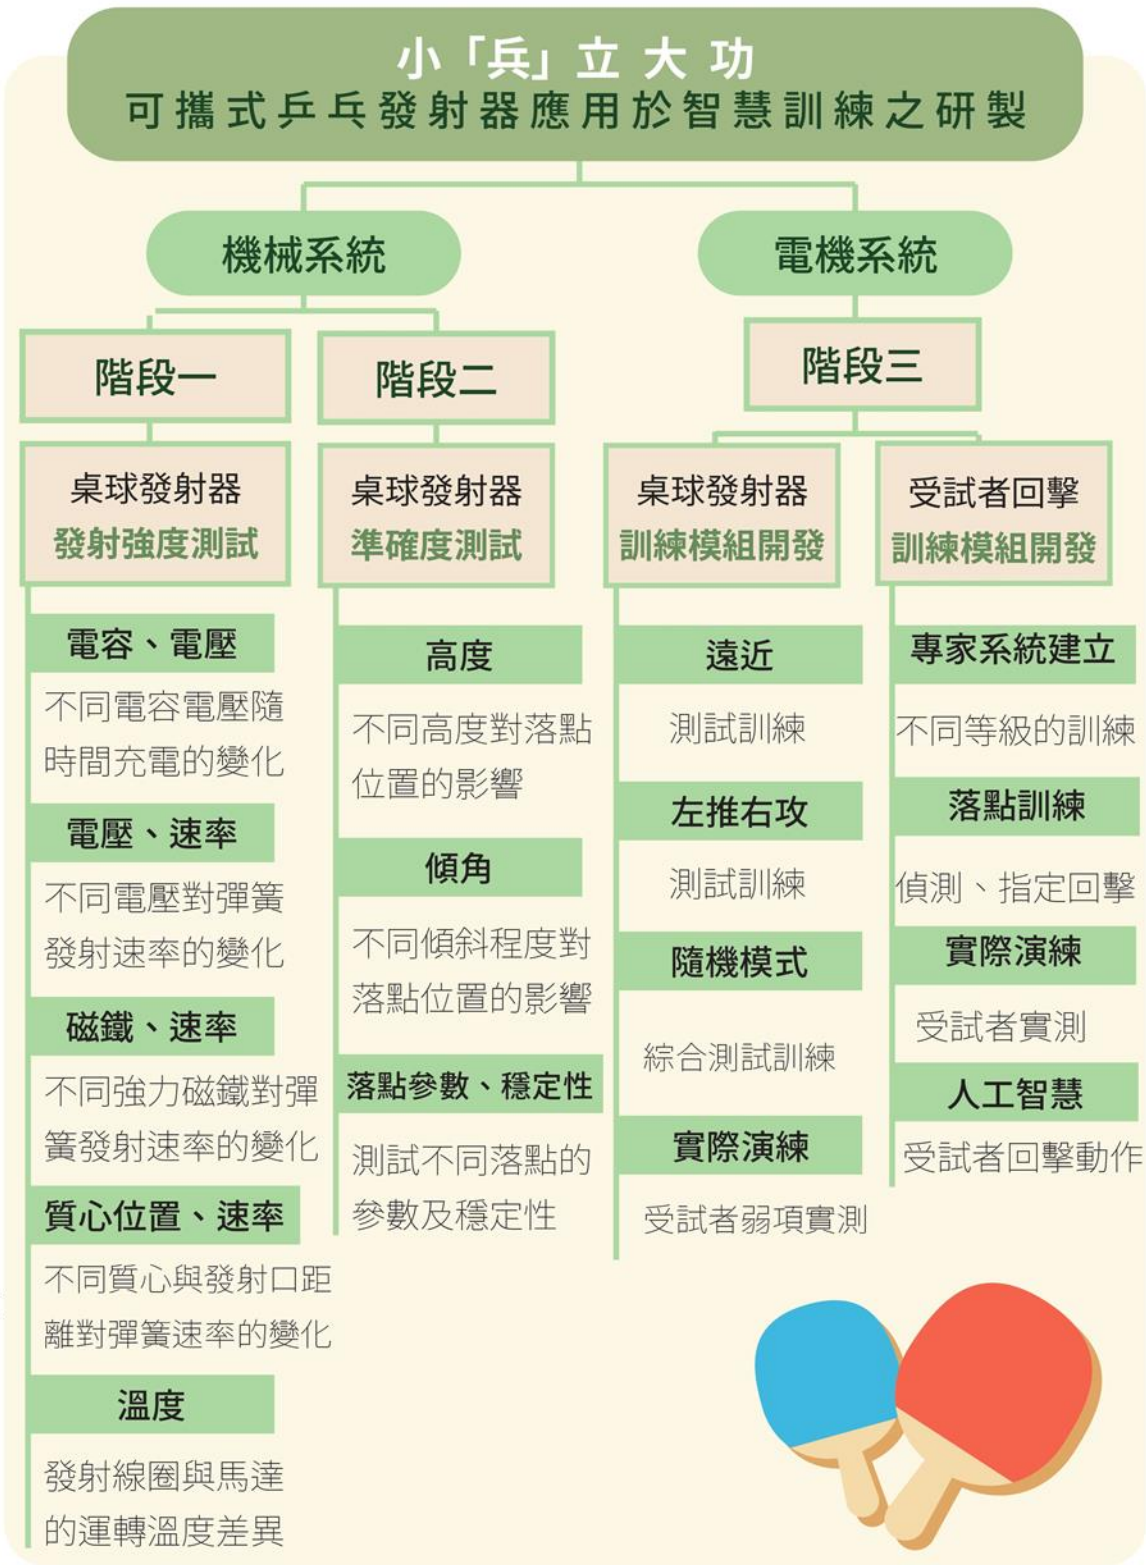 小「兵」立大功
可攜式乒乓發射器應用於智慧訓練之研製
機械系統
階段一
桌球發射器
發射強度測試
電容、電壓
不同電容電壓隨
時間充電的變化
電壓、速率
不同電壓對彈簧
發射速率的變化
磁鐵、速率
不同強力磁鐵對彈
簧發射速率的變化
質心位置、速率
不同質心與發射口距
離對彈簧速率的變化
溫度
發射線圈與馬達
的運轉溫度差異
階段二
桌球發射器
準確度測試
高度
不同高度對落點
位置的影響
傾角
不同傾斜程度對
落點位置的影響
落點參數、穩定性
測試不同落點的
參數及穩定性
電機系統
階段三
桌球發射器
訓練模組開發
遠近
測試訓練
左推右攻
測試訓練
隨機模式
綜合測試訓練
實際演練
受試者弱項實測
受試者回擊
訓練模組開發
專家系統建立
不同等級的訓練
落點訓練
偵測、指定回擊
實際演練
受試者實測
人工智慧
受試者回擊動作